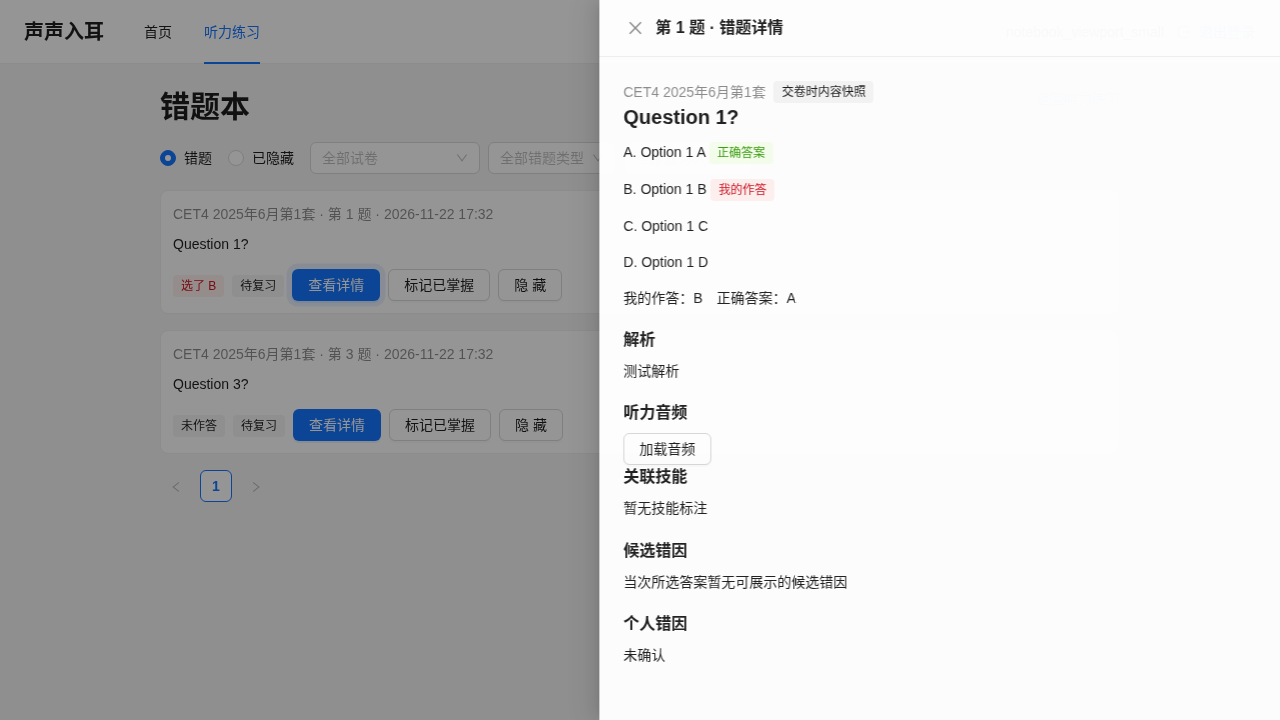 声声入耳
首页
听力练习
错题本
错题
已隐藏
全部试卷
全部错题类型
CET4 2025年6月第1套 · 第 1 题 · 2026-11-22 17:32
Question 1?
选了 B
待复习
查看详情
标记已掌握
隐 藏
CET4 2025年6月第1套 · 第 3 题 · 2026-11-22 17:32
Question 3?
未作答
待复习
查看详情
标记已掌握
隐 藏
1
第 1 题 · 错题详情
CET4 2025年6月第1套 交卷时内容快照
Question 1?
A. Option 1 A 正确答案
B. Option 1 B 我的作答
C. Option 1 C
D. Option 1 D
我的作答：B 正确答案：A
解析
测试解析
听力音频
加载音频
关联技能
暂无技能标注
候选错因
当次所选答案暂无可展示的候选错因
个人错因
未确认